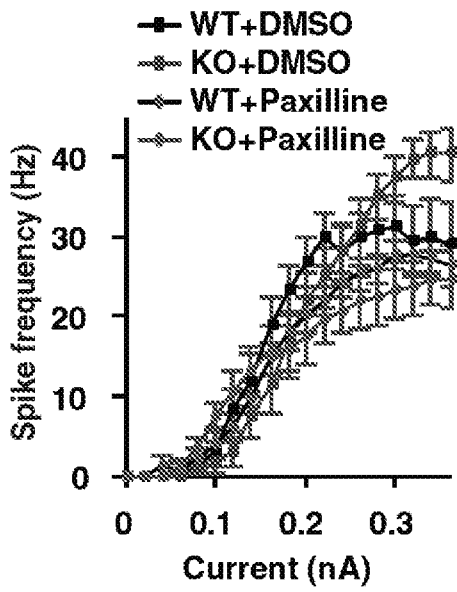 WT+DMSO
KO+DMSO
WT+Paxilline
KO+Paxilline
Spike frequency (Hz)
40
30
20
10
0
0 0.1 0.2 0.3
Current (nA)